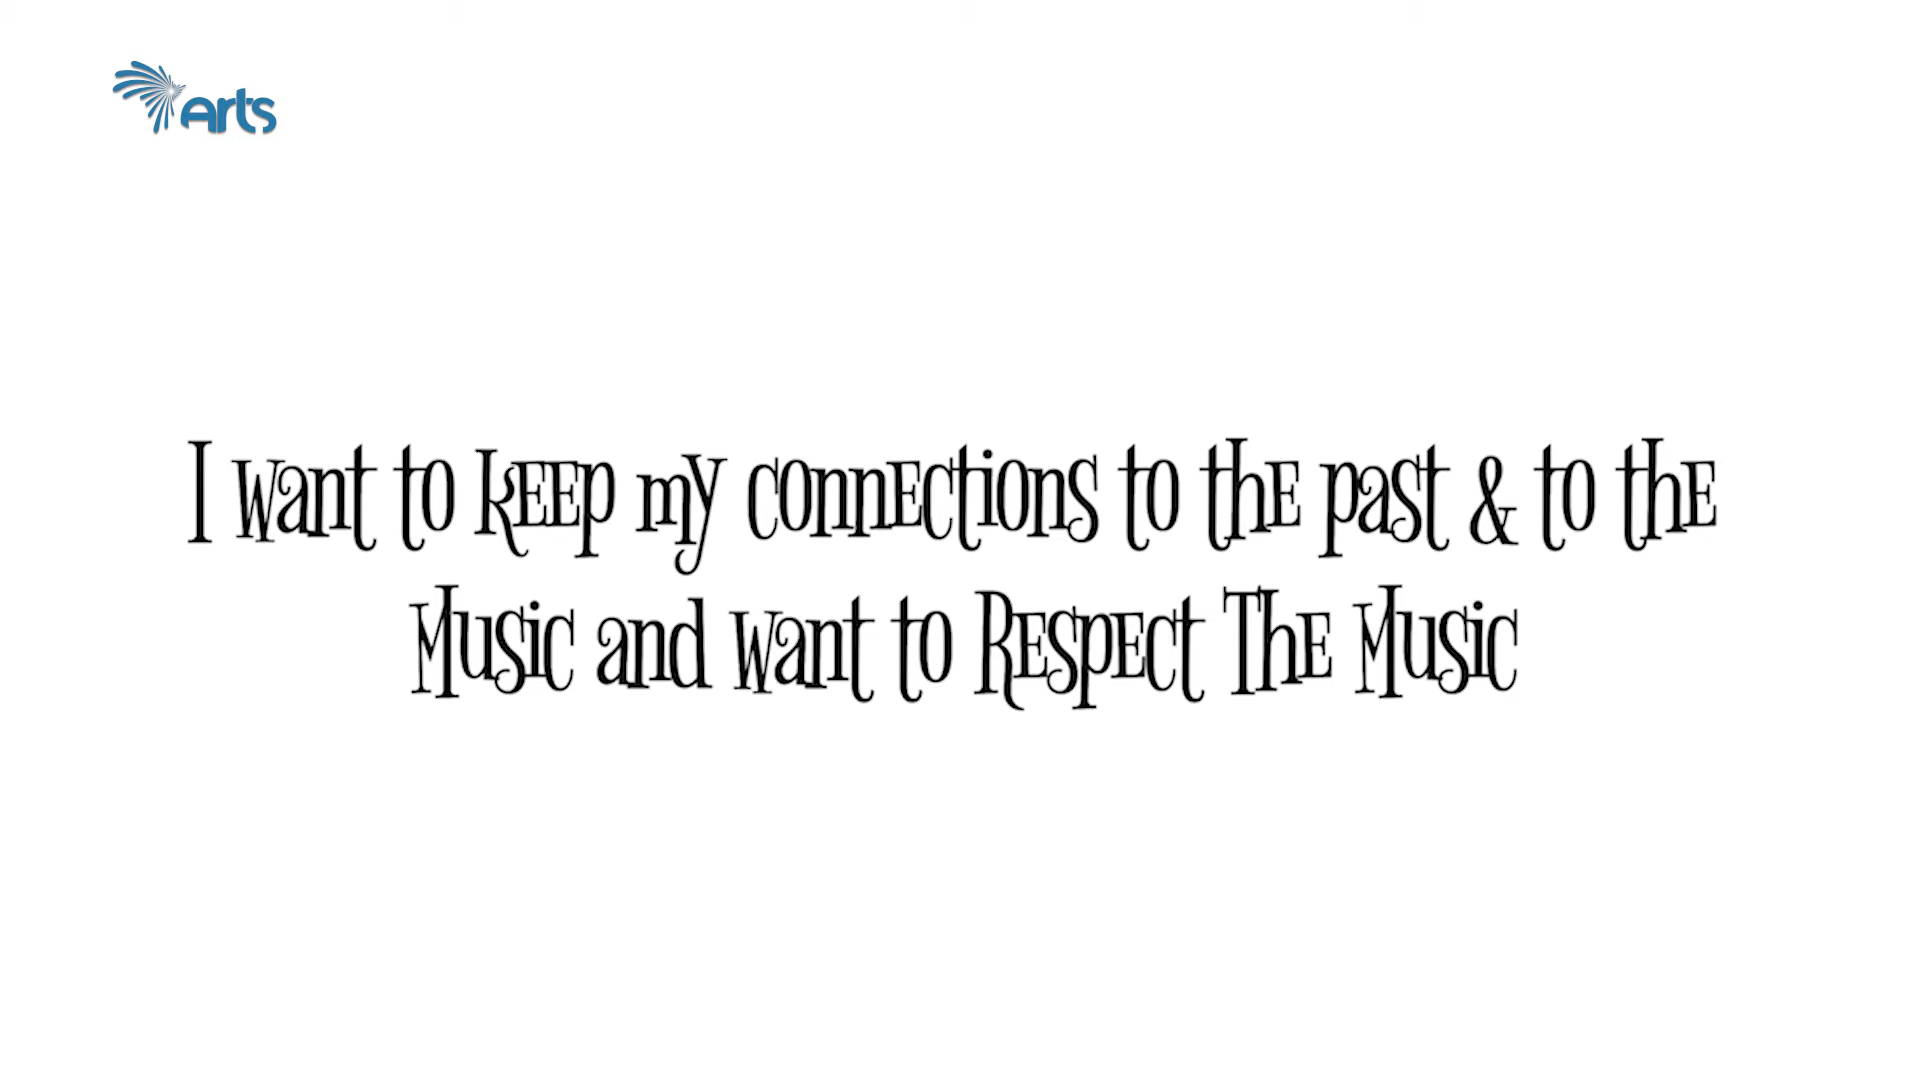 arts
I want to keep my connections to the past & to the
Music and want to Respect The Music